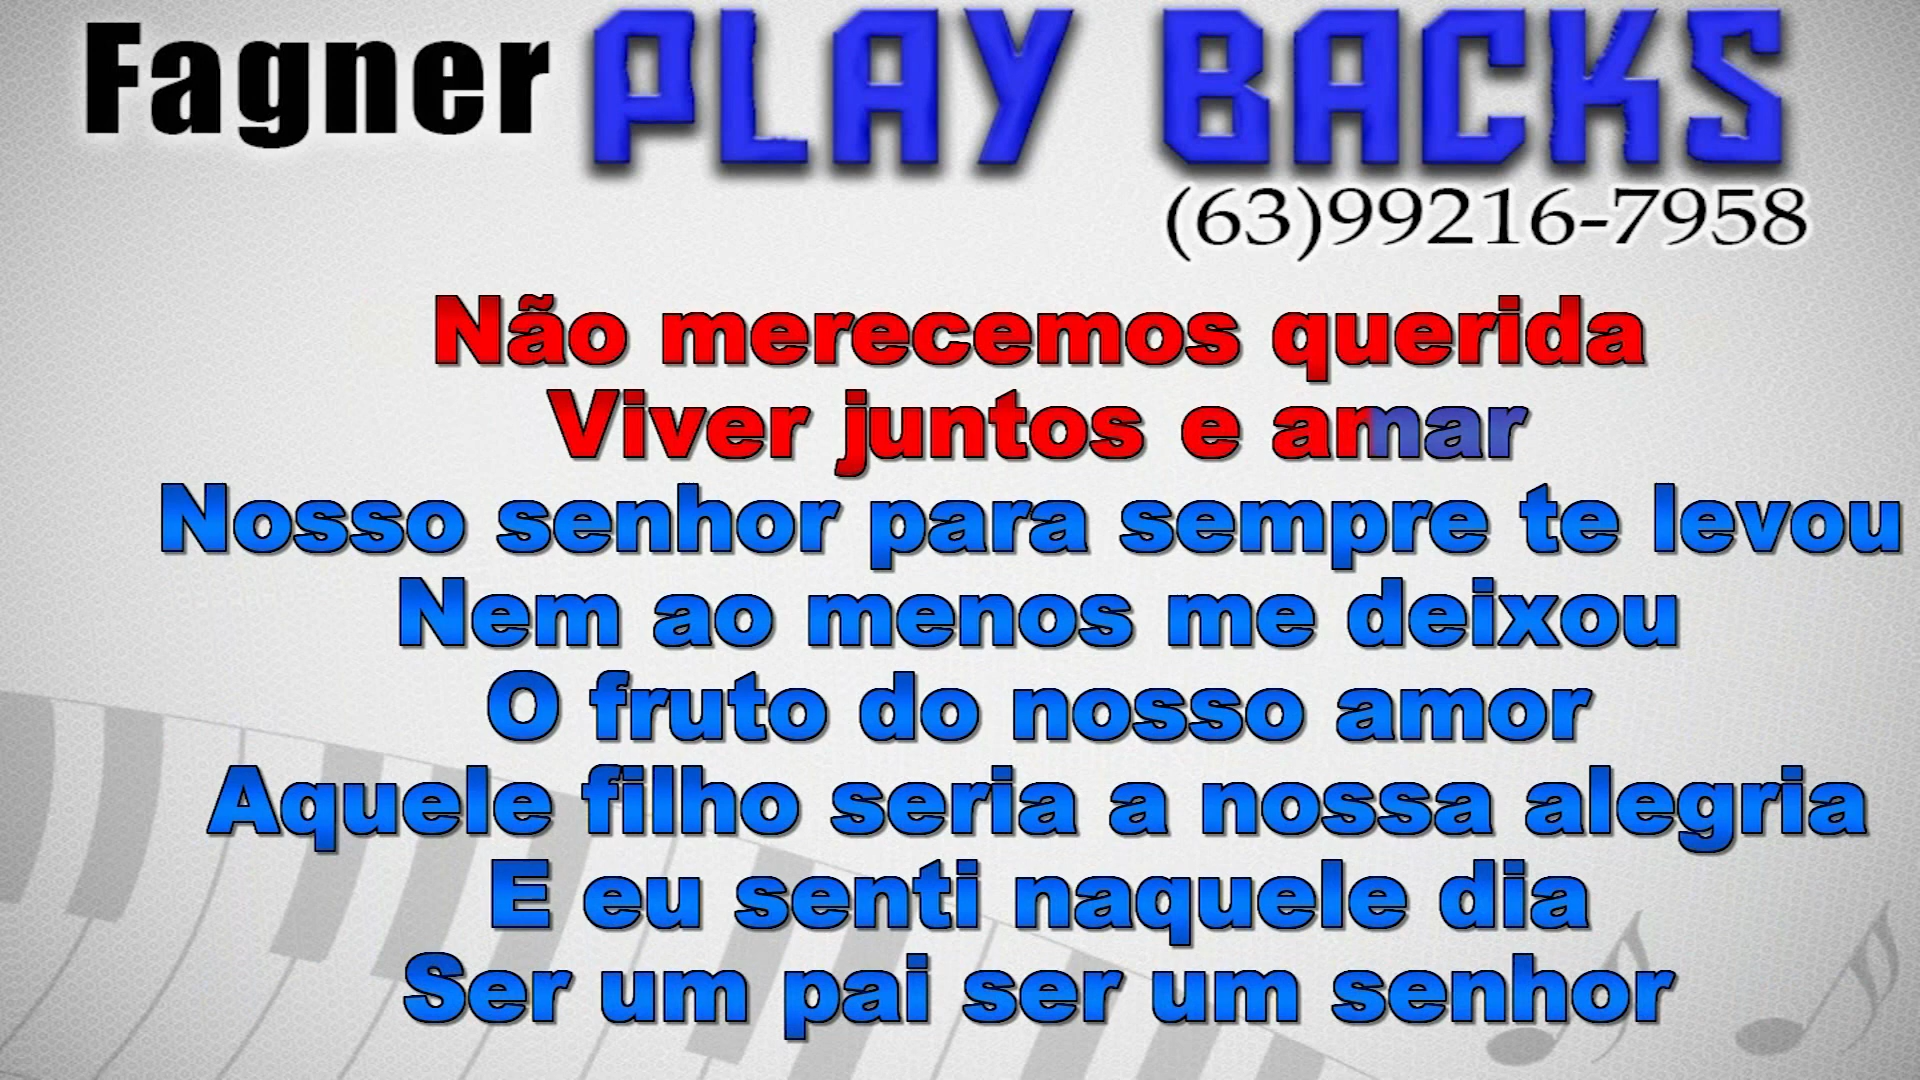 Fagner PLAY BACKS
(63)99216-7958
Não merecemos querida
Viver juntos e amar
Nosso senhor para sempre te levou
Nem ao menos me deixou
O fruto do nosso amor
Aquele filho seria a nossa alegria
E eu senti naquele dia
Ser um pai ser um senhor